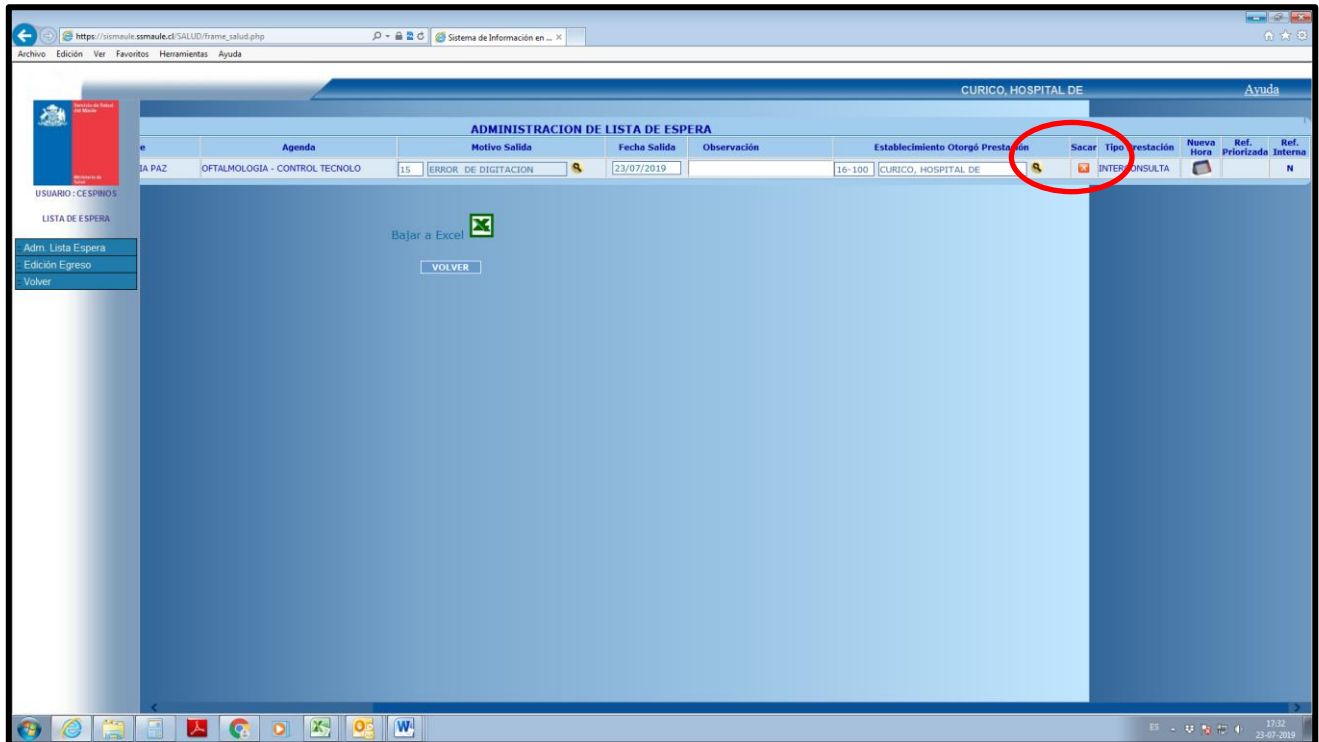 https://sismaule.ssmaule.cl/SALUD/frame_salud.php
Sistema de Información en ...
Archivo Edición Ver Favoritos Herramientas Ayuda
CURICO, HOSPITAL DE
Ayuda
ADMINISTRACION DE LISTA DE ESPERA
e Agenda Motivo Salida Fecha Salida Observación Establecimiento Otorgó Prestación Sacar Tipo Prestación Nueva Hora Ref. Priorizada Ref. Interna
IA PAZ OFTALMOLOGIA - CONTROL TECNOLO 15 ERROR DE DIGITACION 23/07/2019 16-100 CURICO, HOSPITAL DE INTERCONSULTA N
USUARIO : CESPINOS
LISTA DE ESPERA
Adm. Lista Espera
Edición Egreso
Volver
Bajar a Excel
VOLVER
ES
17:32
23-07-2019